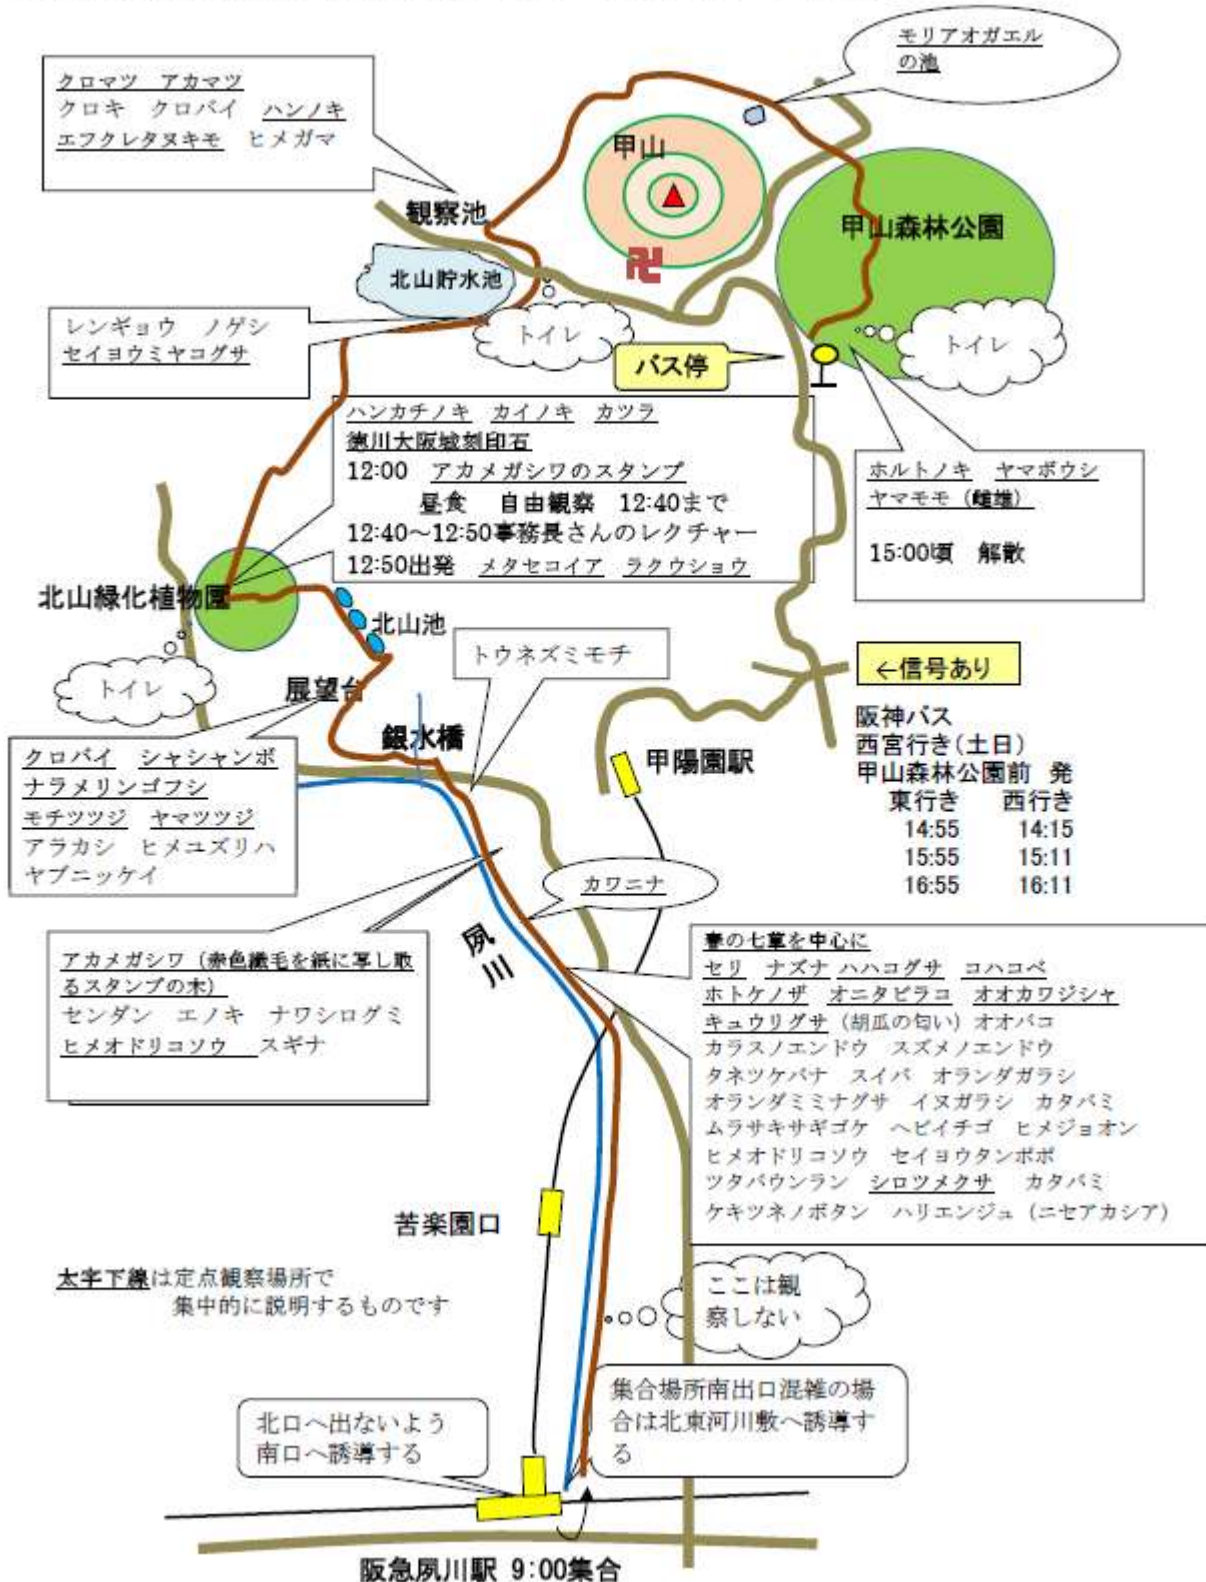 モリアオガエル
の池
クロマツ　アカマツ
クロキ　クロバイ　ハンノキ
エフクレタヌキモ　ヒメガマ
甲山
観察池
甲山森林公園
北山貯水池
レンギョウ　ノゲシ
セイヨウミヤコグサ
トイレ
トイレ
バス停
ハンカチノキ　カイノキ　カツラ
徳川大阪城刻印石
12:00　アカメガシワのスタンプ
昼食　自由観察　12:40まで
12:40～12:50事務長さんのレクチャー
12:50出発　メタセコイア　ラクウショウ
ホルトノキ　ヤマボウシ
ヤマモモ（雌雄）
15:00頃　解散
北山緑化植物園
北山池
トウネズミモチ
トイレ
展望台
←信号あり
銀水橋
甲陽園駅
阪神バス
西宮行き(土日)
甲山森林公園前　発
東行き　西行き
14:55　14:15
15:55　15:11
16:55　16:11
クロバイ　シャシャンボ
ナラメリンゴフシ
モチツツジ　ヤマツツジ
アラカシ　ヒメユズリハ
ヤブニッケイ
カワニナ
夙川
アカメガシワ（赤色繊毛を紙に写し取
るスタンプの木）
センダン　エノキ　ナワシログミ
ヒメオドリコソウ　スギナ
春の七草を中心に
セリ　ナズナ　ハハコグサ　コハコベ
ホトケノザ　オニタビラコ　オオカワジシャ
キュウリグサ（胡瓜の匂い）オオバコ
カラスノエンドウ　スズメノエンドウ
タネツケバナ　スイバ　オランダガラシ
オランダミミナグサ　イヌガラシ　カタバミ
ムラサキサギゴケ　ヘビイチゴ　ヒメジョオン
ヒメオドリコソウ　セイヨウタンポポ
ツタバウンラン　シロツメクサ　カタバミ
ケキツネノボタン　ハリエンジュ（ニセアカシア）
苦楽園口
太字下線は定点観察場所で
集中的に説明するものです
ここは観
察しない
集合場所南出口混雑の場
合は北東河川敷へ誘導す
る
北口へ出ないよう
南口へ誘導する
阪急夙川駅 9:00集合